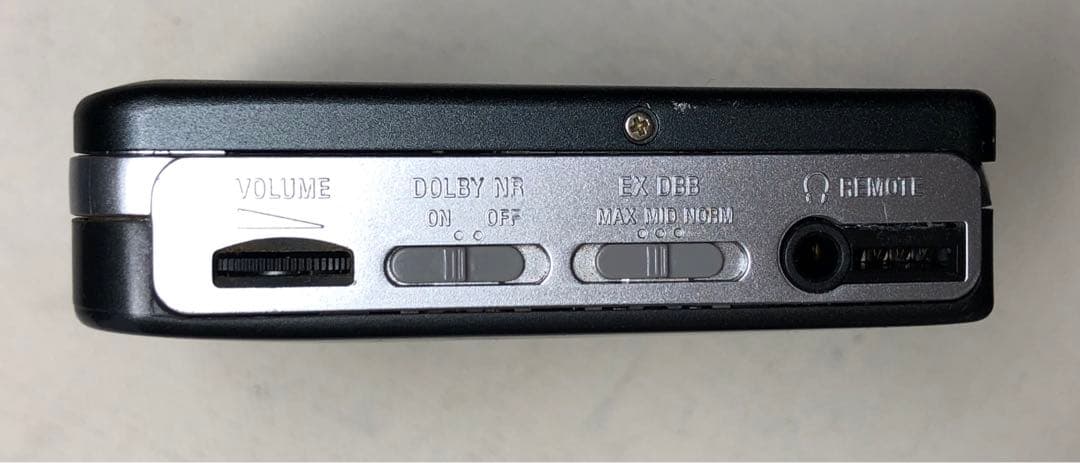 VOLUME
DOLBY NR
ON OFF
EX DBB
MAX MID NORM
REMOTE